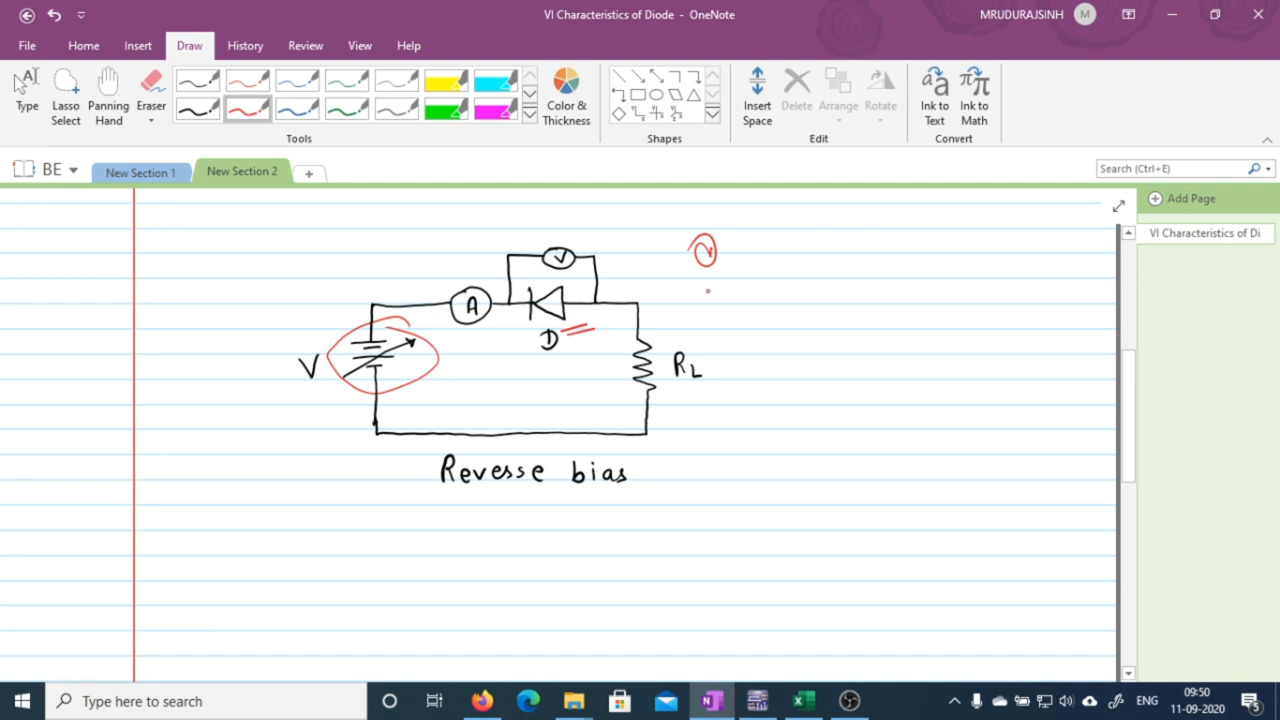 VI Characteristics of Diode - OneNote
MRUDURAJSINH M
File Home Insert Draw History Review View Help
Type Lasso Select Panning Hand Eraser Color & Thickness Insert Space Delete Arrange Rotate Ink to Text Ink to Math
Tools Shapes Edit Convert
BE New Section 1 New Section 2 + Search (Ctrl+E)
Add Page
VI Characteristics of Di
V
A
D
V
RL
Revesse bias
Type here to search
ENG 09:50
11-09-2020 5